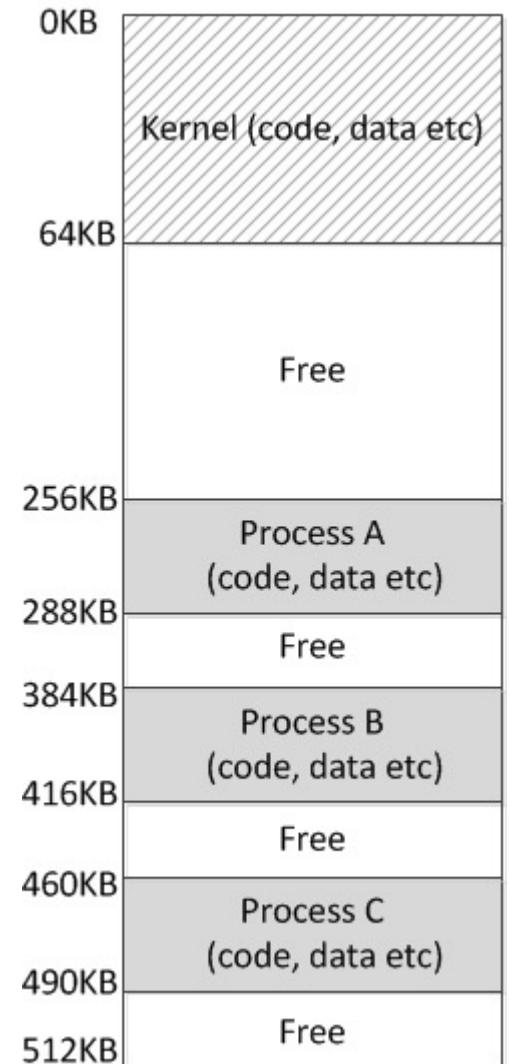 0KB
Kernel (code, data etc)
64KB
Free
256KB
Process A
(code, data etc)
288KB
Free
384KB
Process B
(code, data etc)
416KB
Free
460KB
Process C
(code, data etc)
490KB
Free
512KB